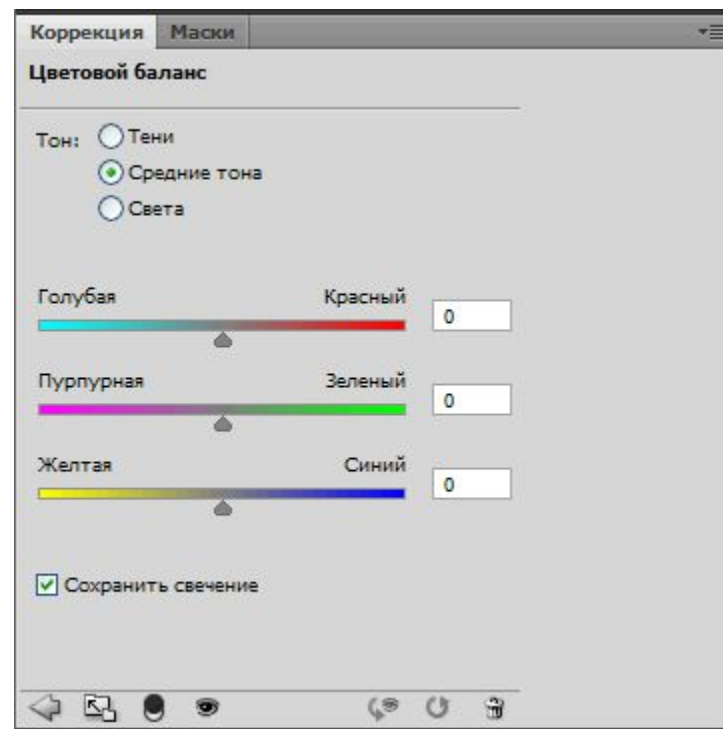 Коррекция Маски
Цветовой баланс
Тон: Тени
Средние тона
Света
Голубая Красный 0
Пурпурная Зеленый 0
Желтая Синий 0
Сохранить свечение